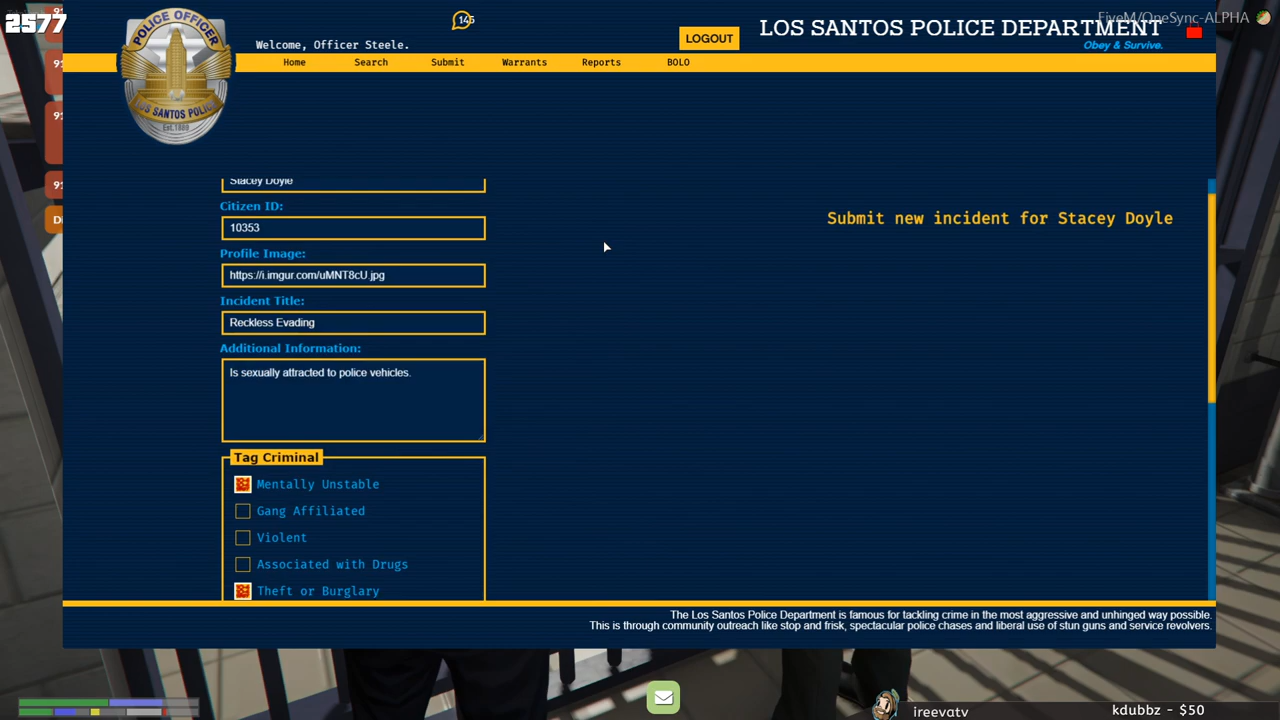 2577
FiveM/OneSync-ALPHA
POLICE OFFICER
LOS SANTOS POLICE
Est.1889
145
Welcome, Officer Steele.
LOGOUT
LOS SANTOS POLICE DEPARTMENT
Obey & Survive.
Home Search Submit Warrants Reports BOLO
Stacey Doyle
Submit new incident for Stacey Doyle
Citizen ID:
10353
Profile Image:
https://i.imgur.com/uMNT8cU.jpg
Incident Title:
Reckless Evading
Additional Information:
Is sexually attracted to police vehicles.
Tag Criminal
Mentally Unstable
Gang Affiliated
Violent
Associated with Drugs
Theft or Burglary
The Los Santos Police Department is famous for tackling crime in the most aggressive and unhinged way possible.
This is through community outreach like stop and frisk, spectacular police chases and liberal use of stun guns and service revolvers.
ireevatv
kdubbz - $50